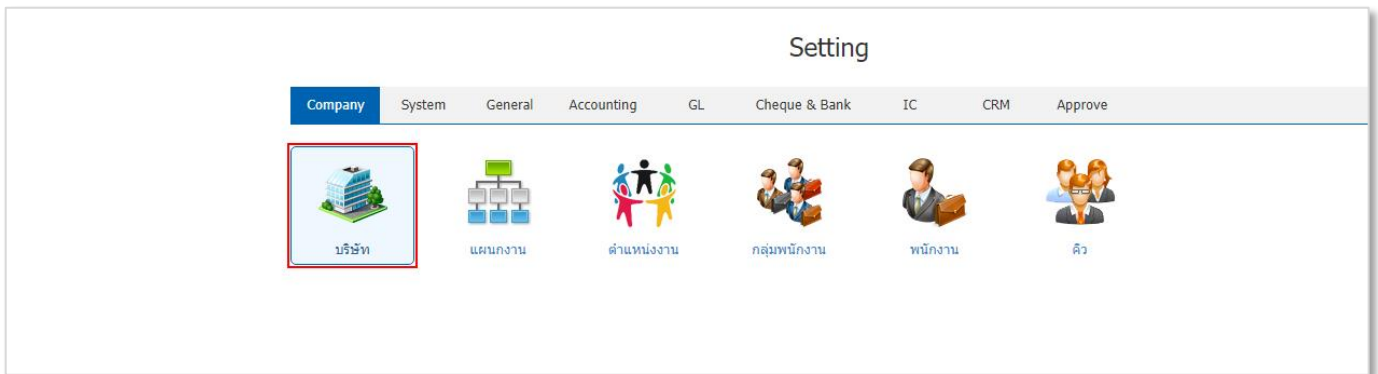 Setting
Company System General Accounting GL Cheque & Bank IC CRM Approve
บริษัท แผนกงาน ตำแหน่งงาน กลุ่มพนักงาน พนักงาน คิว